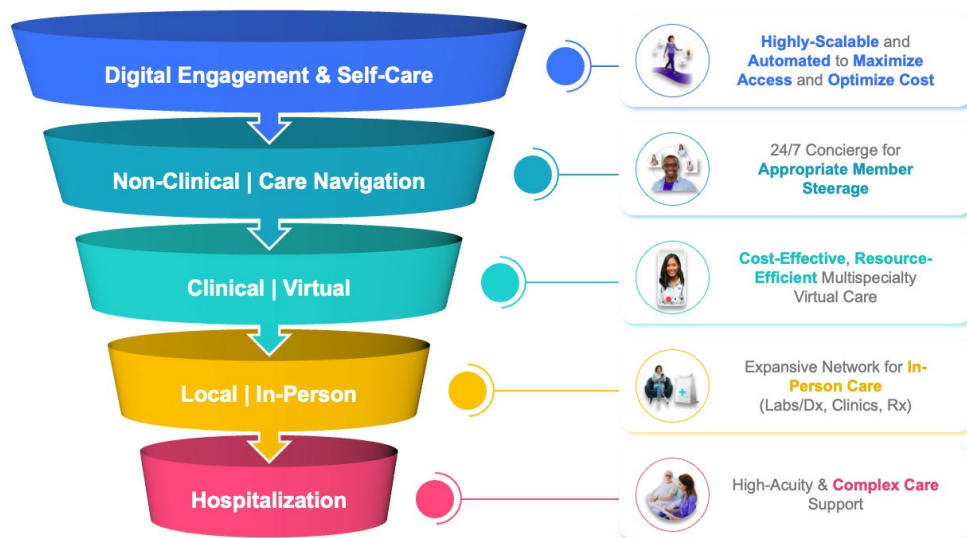 Digital Engagement & Self-Care
Highly-Scalable and
Automated to Maximize
Access and Optimize Cost
Non-Clinical | Care Navigation
24/7 Concierge for
Appropriate Member
Steerage
Clinical | Virtual
Cost-Effective, Resource-
Efficient Multispecialty
Virtual Care
Local | In-Person
Expansive Network for In-
Person Care
(Labs/Dx, Clinics, Rx)
Hospitalization
High-Acuity & Complex Care
Support